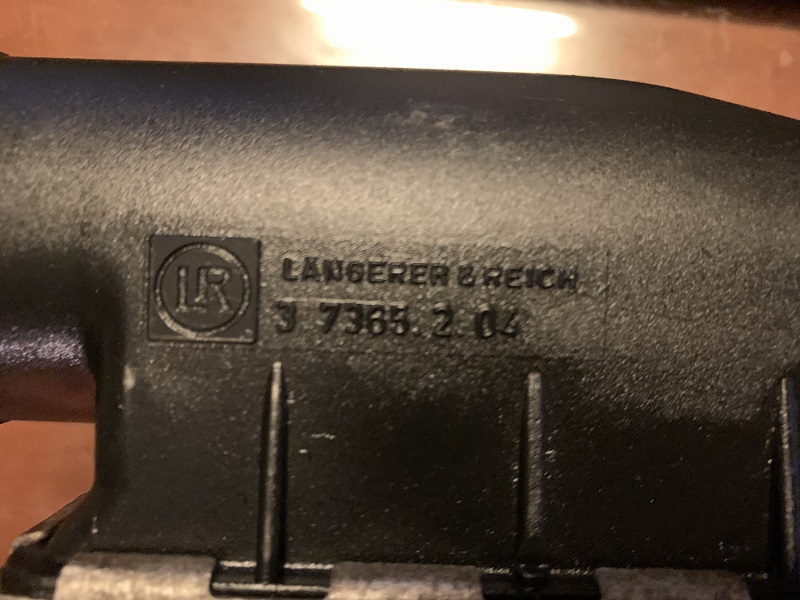 LR
LÄNGERER & REICH
3 7365.2 04